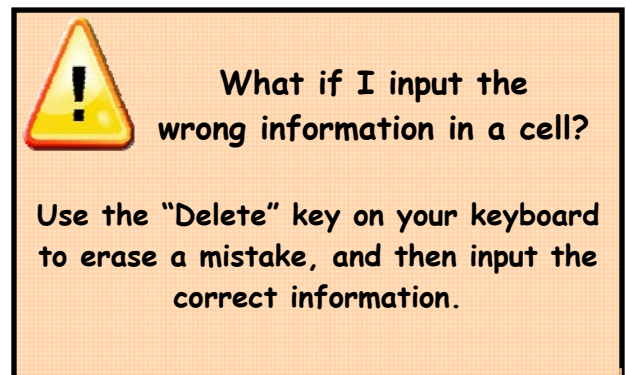 !
What if I input the
wrong information in a cell?
Use the “Delete” key on your keyboard
to erase a mistake, and then input the
correct information.